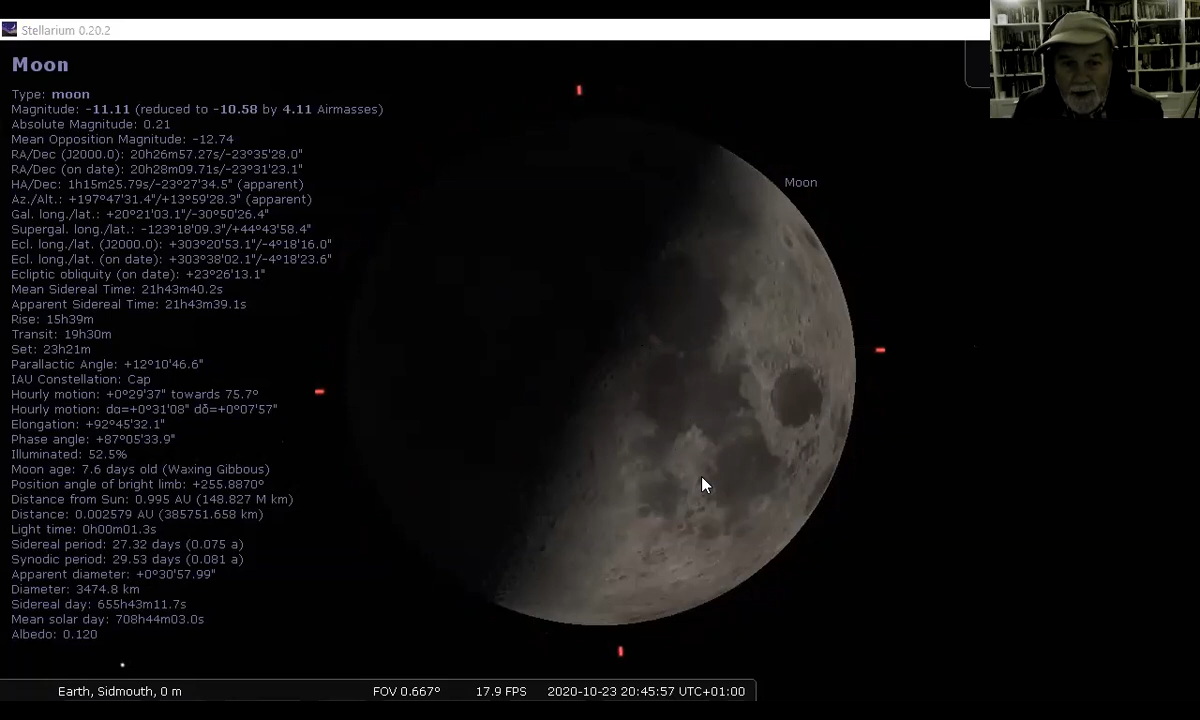 Stellarium 0.20.2
Moon
Type: moon
Magnitude: -11.11 (reduced to -10.58 by 4.11 Airmasses)
Absolute Magnitude: 0.21
Mean Opposition Magnitude: -12.74
RA/Dec (J2000.0): 20h26m57.27s/-23°35'28.0"
RA/Dec (on date): 20h28m09.71s/-23°31'23.1"
HA/Dec: 1h15m25.79s/-23°27'34.5" (apparent)
Az./Alt.: +197°47'31.4"/+13°59'28.3" (apparent)
Gal. long./lat.: +20°21'03.1"/-30°50'26.4"
Supergal. long./lat.: -123°18'09.3"/+44°43'58.4"
Ecl. long./lat. (J2000.0): +303°20'53.1"/-4°18'16.0"
Ecl. long./lat. (on date): +303°38'02.1"/-4°18'23.6"
Ecliptic obliquity (on date): +23°26'13.1"
Mean Sidereal Time: 21h43m40.2s
Apparent Sidereal Time: 21h43m39.1s
Rise: 15h39m
Transit: 19h30m
Set: 23h21m
Parallactic Angle: +12°10'46.6"
IAU Constellation: Cap
Hourly motion: +0°29'37" towards 75.7°
Hourly motion: dα=+0°31'08" dδ=+0°07'57"
Elongation: +92°45'32.1"
Phase angle: +87°05'33.9"
Illuminated: 52.5%
Moon age: 7.6 days old (Waxing Gibbous)
Position angle of bright limb: +255.8870°
Distance from Sun: 0.995 AU (148.827 M km)
Distance: 0.002579 AU (385751.658 km)
Light time: 0h00m01.3s
Sidereal period: 27.32 days (0.075 a)
Synodic period: 29.53 days (0.081 a)
Apparent diameter: +0°30'57.99"
Diameter: 3474.8 km
Sidereal day: 655h43m11.7s
Mean solar day: 708h44m03.0s
Albedo: 0.120
Moon
Earth, Sidmouth, 0 m FOV 0.667° 17.9 FPS 2020-10-23 20:45:57 UTC+01:00